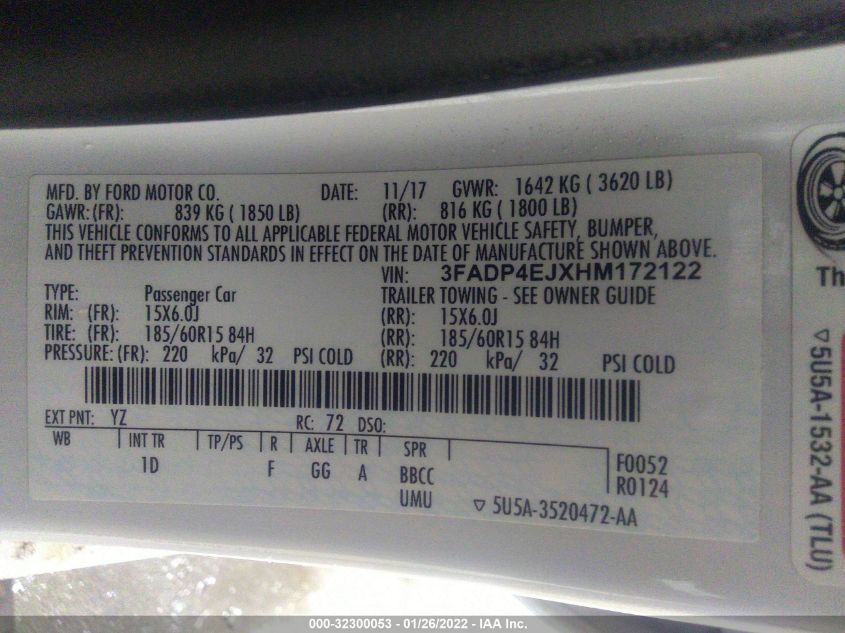 MFD. BY FORD MOTOR CO. DATE: 11/17 GVWR: 1642 KG ( 3620 LB)
GAWR: (FR): 839 KG ( 1850 LB) (RR): 816 KG ( 1800 LB)
THIS VEHICLE CONFORMS TO ALL APPLICABLE FEDERAL MOTOR VEHICLE SAFETY, BUMPER,
AND THEFT PREVENTION STANDARDS IN EFFECT ON THE DATE OF MANUFACTURE SHOWN ABOVE.
VIN: 3FADP4EJXHM172122
TYPE: Passenger Car TRAILER TOWING - SEE OWNER GUIDE
RIM: (FR): 15X6.0J (RR): 15X6.0J
TIRE: (FR): 185/60R15 84H (RR): 185/60R15 84H
PRESSURE: (FR): 220 kPa/ 32 PSI COLD (RR): 220 kPa/ 32 PSI COLD
EXT PNT: YZ RC: 72 DSO:
WB INT TR TP/PS R AXLE TR SPR
1D F GG A BBCC F0052
UMU R0124
5U5A-3520472-AA
Th
5U5A-1532-AA (TLU)
000-32300053 - 01/26/2022 - IAA Inc.